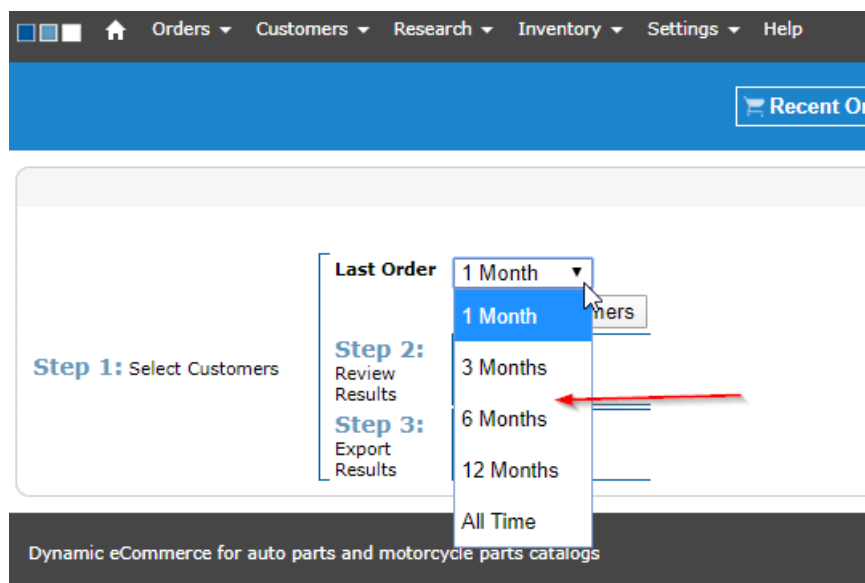 Orders Customers Research Inventory Settings Help
Recent
Last Order 1 Month
1 Month
Step 1: Select Customers
Step 2:
Review
Results
3 Months
6 Months
Step 3:
Export
Results
12 Months
All Time
Dynamic eCommerce for auto parts and motorcycle parts catalogs